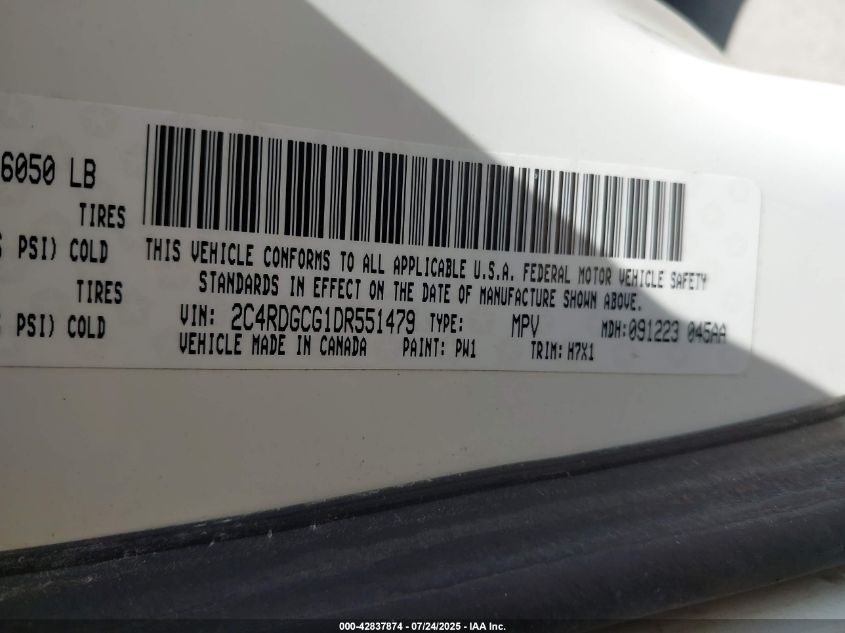 6050 LB
TIRES
PSI) COLD
TIRES
PSI) COLD
THIS VEHICLE CONFORMS TO ALL APPLICABLE U.S.A. FEDERAL MOTOR VEHICLE SAFETY
STANDARDS IN EFFECT ON THE DATE OF MANUFACTURE SHOWN ABOVE.
VIN: 2C4RDGCG1DR551479 TYPE: MPV MDH:091223 045AA
VEHICLE MADE IN CANADA PAINT: PW1 TRIM: H7X1
000-42837874 / 07/24/2025 - IAA Inc.